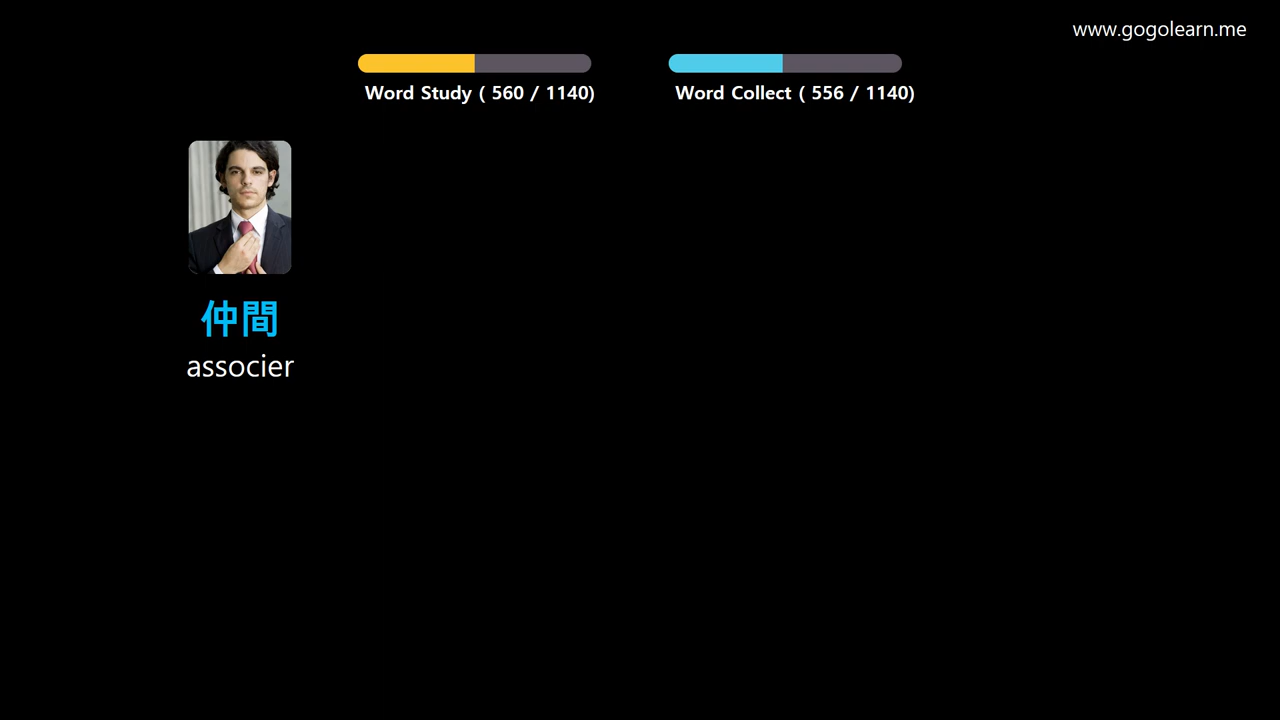 www.gogolearn.me
Word Study ( 560 / 1140)
Word Collect ( 556 / 1140)
仲間
associer